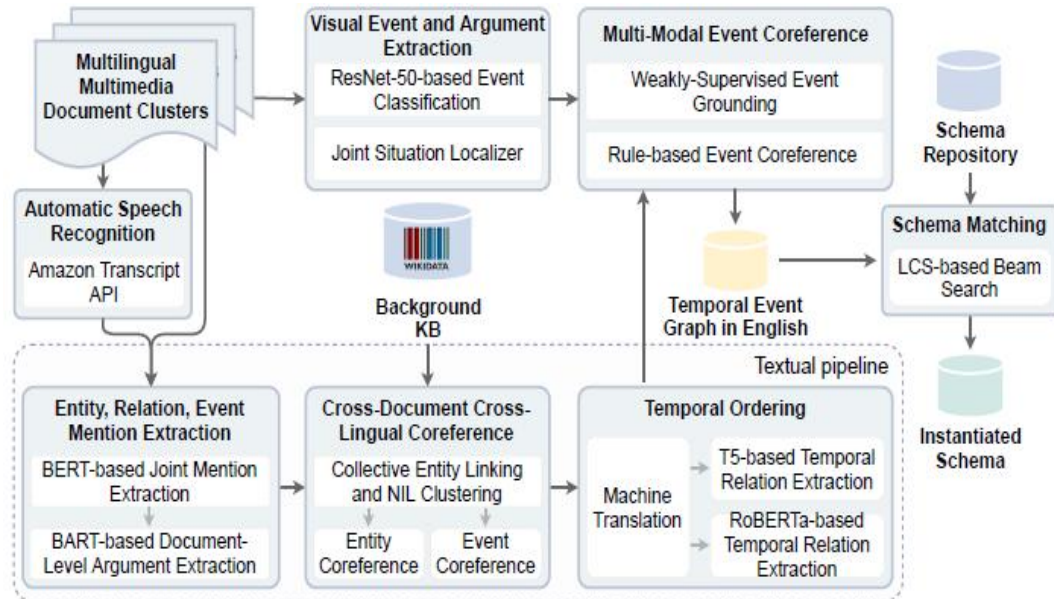 Multilingual
Multimedia
Document Clusters
Visual Event and Argument
Extraction
ResNet-50-based Event
Classification
Joint Situation Localizer
Multi-Modal Event Coreference
Weakly-Supervised Event
Grounding
Rule-based Event Coreference
Schema
Repository
Automatic Speech
Recognition
Amazon Transcript
API
WIKIDATA
Background
KB
Temporal Event
Graph in English
Schema Matching
LCS-based Beam
Search
Instantiated
Schema
Textual pipeline
Entity, Relation, Event
Mention Extraction
BERT-based Joint Mention
Extraction
BART-based Document-
Level Argument Extraction
Cross-Document Cross-
Lingual Coreference
Collective Entity Linking
and NIL Clustering
Entity
Coreference
Event
Coreference
Temporal Ordering
Machine
Translation
T5-based Temporal
Relation Extraction
RoBERTa-based
Temporal Relation
Extraction